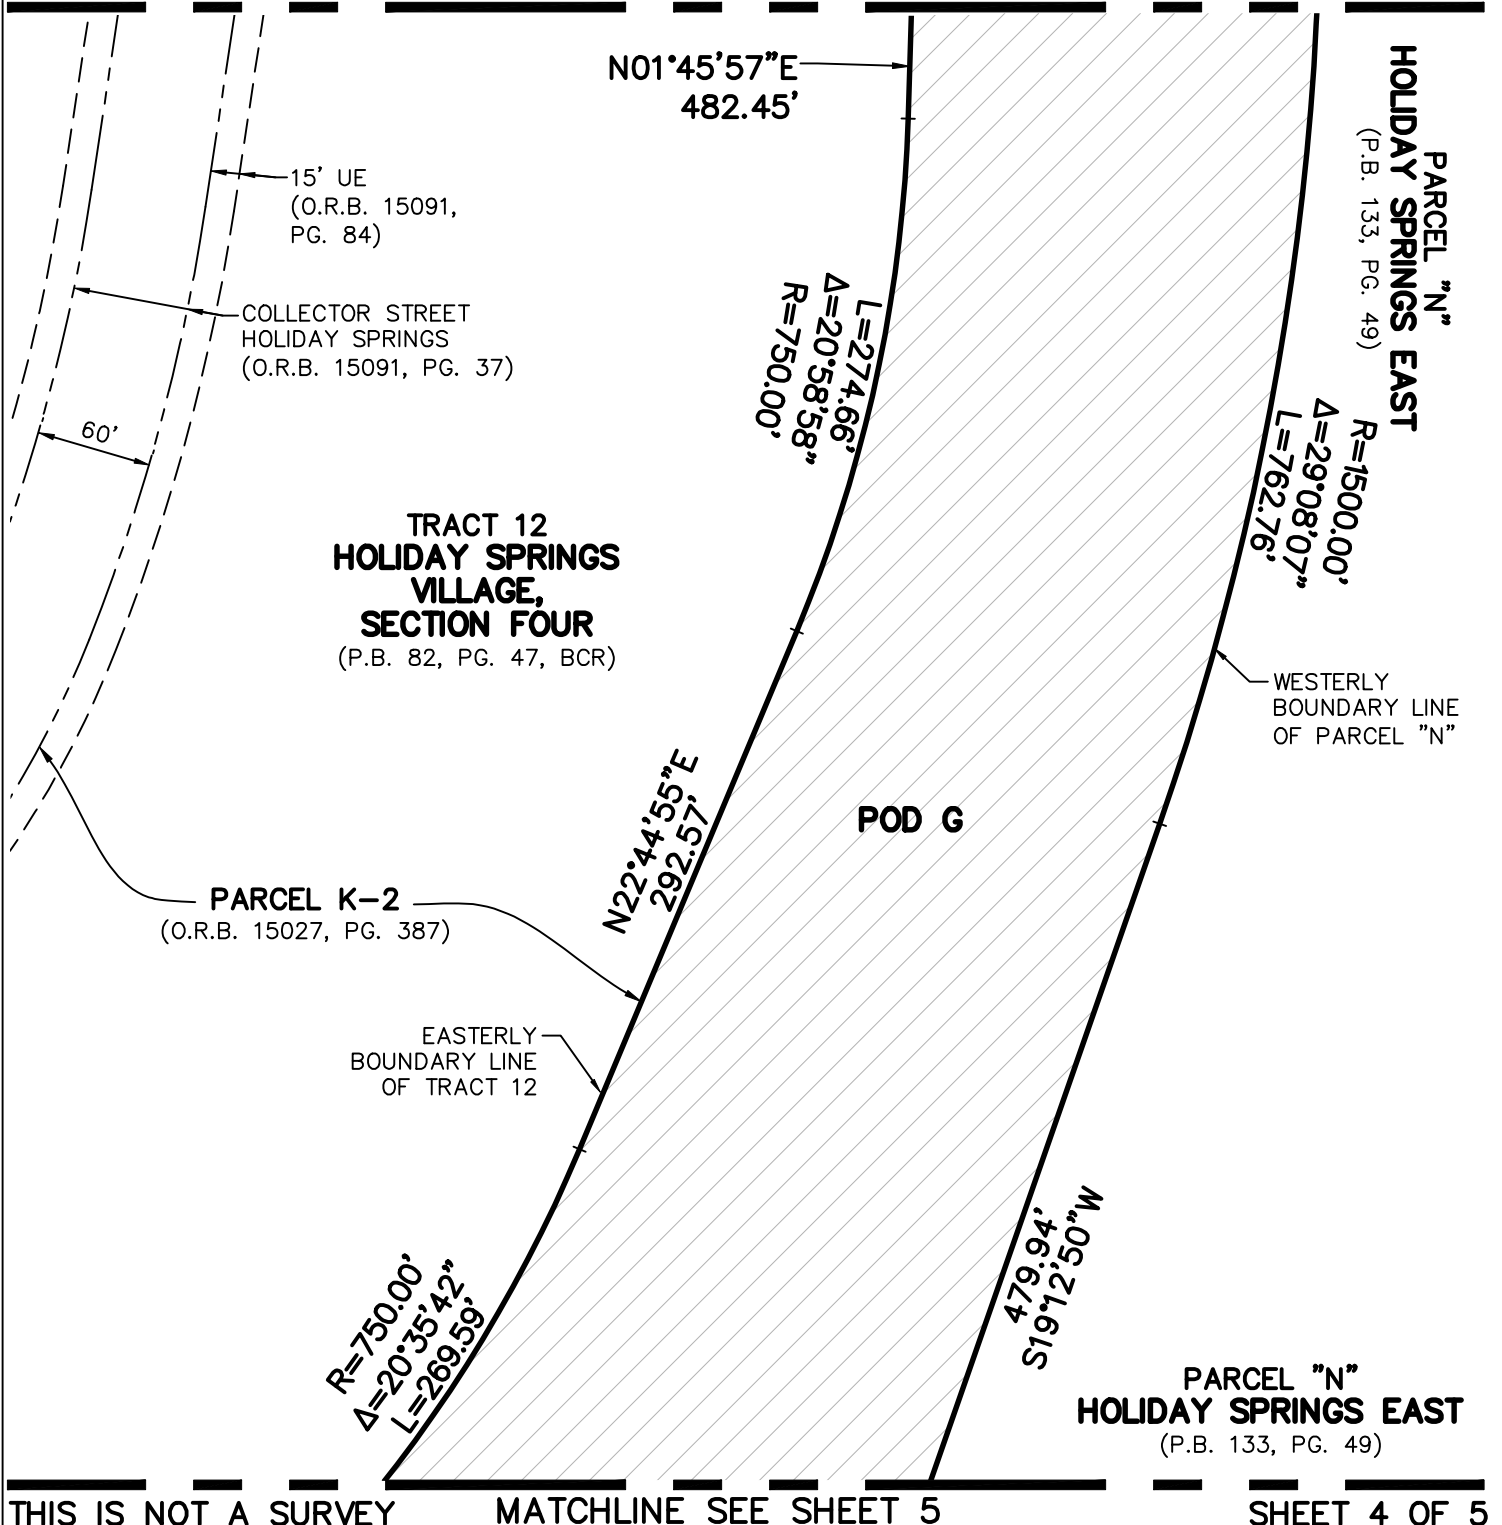 N01°45'57"E
482.45'
PARCEL "N"
HOLIDAY SPRINGS EAST
(P.B. 133, PG. 49)
15' UE
(O.R.B. 15091,
PG. 84)
COLLECTOR STREET
HOLIDAY SPRINGS
(O.R.B. 15091, PG. 37)
L=274.66'
Δ=20°58'58"
R=750.00'
R=1500.00'
Δ=29°08'07"
L=762.76'
60'
TRACT 12
HOLIDAY SPRINGS
VILLAGE,
SECTION FOUR
(P.B. 82, PG. 47, BCR)
WESTERLY
BOUNDARY LINE
OF PARCEL "N"
N22°44'55"E
292.57'
POD G
PARCEL K-2
(O.R.B. 15027, PG. 387)
EASTERLY
BOUNDARY LINE
OF TRACT 12
479.94'
S19°12'50"W
R=750.00'
Δ=20°35'42"
L=269.59'
PARCEL "N"
HOLIDAY SPRINGS EAST
(P.B. 133, PG. 49)
THIS IS NOT A SURVEY
MATCHLINE SEE SHEET 5
SHEET 4 OF 5